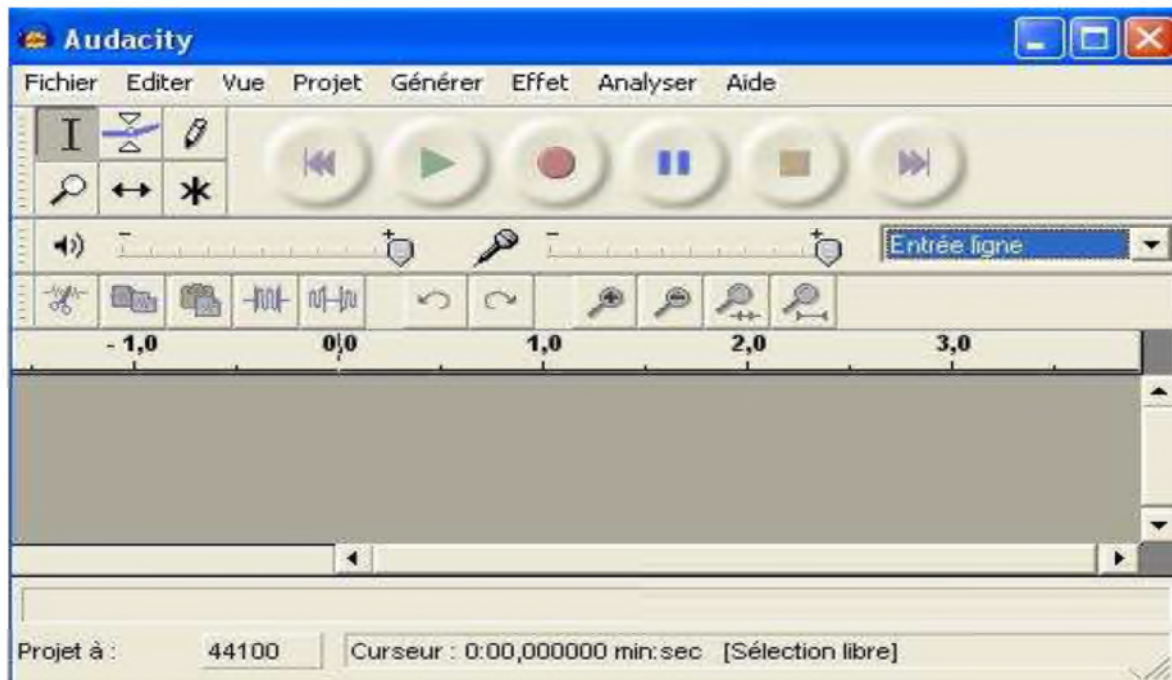 Audacity
Fichier Editer Vue Projet Générer Effet Analyser Aide
- + - + Entrée ligne
- 1,0 0,0 1,0 2,0 3,0
Projet à : 44100 Curseur : 0:00,000000 min:sec [Sélection libre]